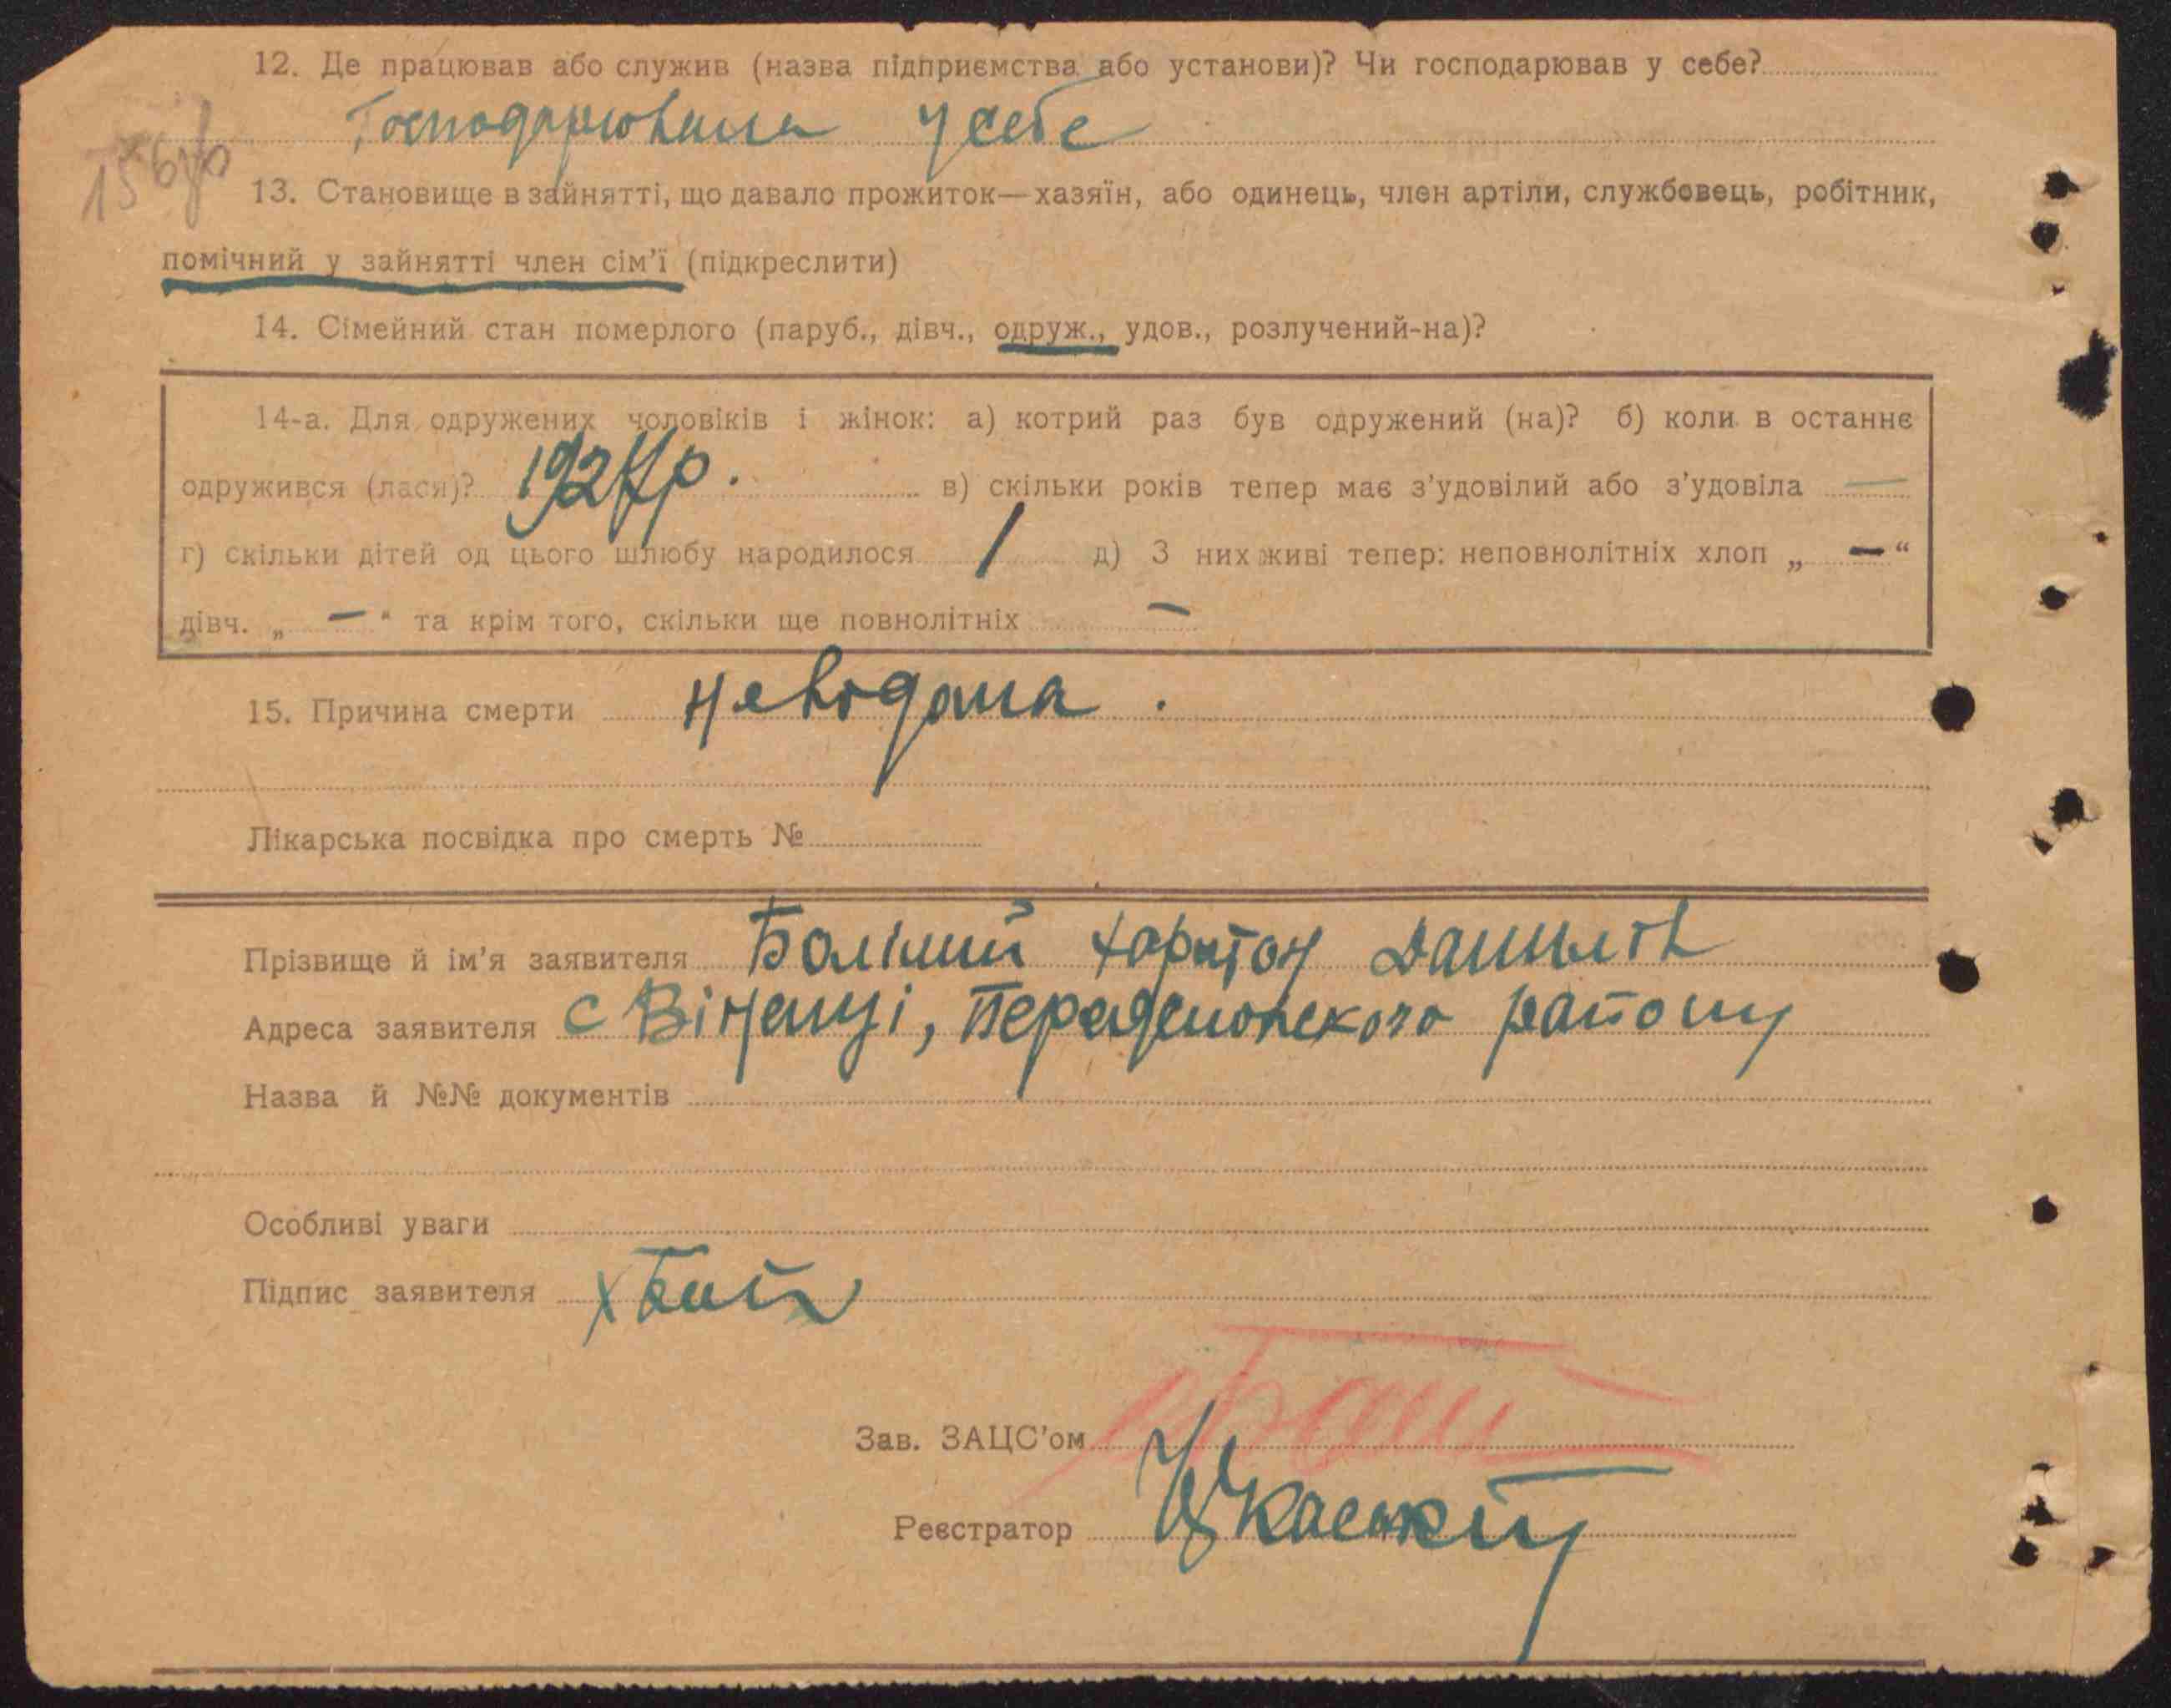 12. Де працював або служив (назва підприємства або установи)? Чи господарював у себе?
Господарювала у себе
13. Становище в зайнятті, що давало прожиток—хазяїн, або одинець, член артіли, службовець, робітник,
помічний у зайнятті член сім’ї (підкреслити)
14. Сімейний стан померлого (паруб., дівч., одруж., удов., розлучений-на)?
14-а. Для одружених чоловіків і жінок: а) котрий раз був одружений (на)? б) коли в останнє
одружився (лася)? 1927 р. в) скільки років тепер має з’удовілий або з’удовіла —
г) скільки дітей од цього шлюбу народилося 1 д) З них живі тепер: неповнолітніх хлоп „ — “
дівч. „ — “ та крім того, скільки ще повнолітніх —
15. Причина смерти невідома.
Лікарська посвідка про смерть №
Прізвище й ім’я заявителя Харитон Данилів
Адреса заявителя с Віненці, району
Назва й №№ документів
Особливі уваги
Підпис заявителя
Зав. ЗАЦС’ом
Реєстратор